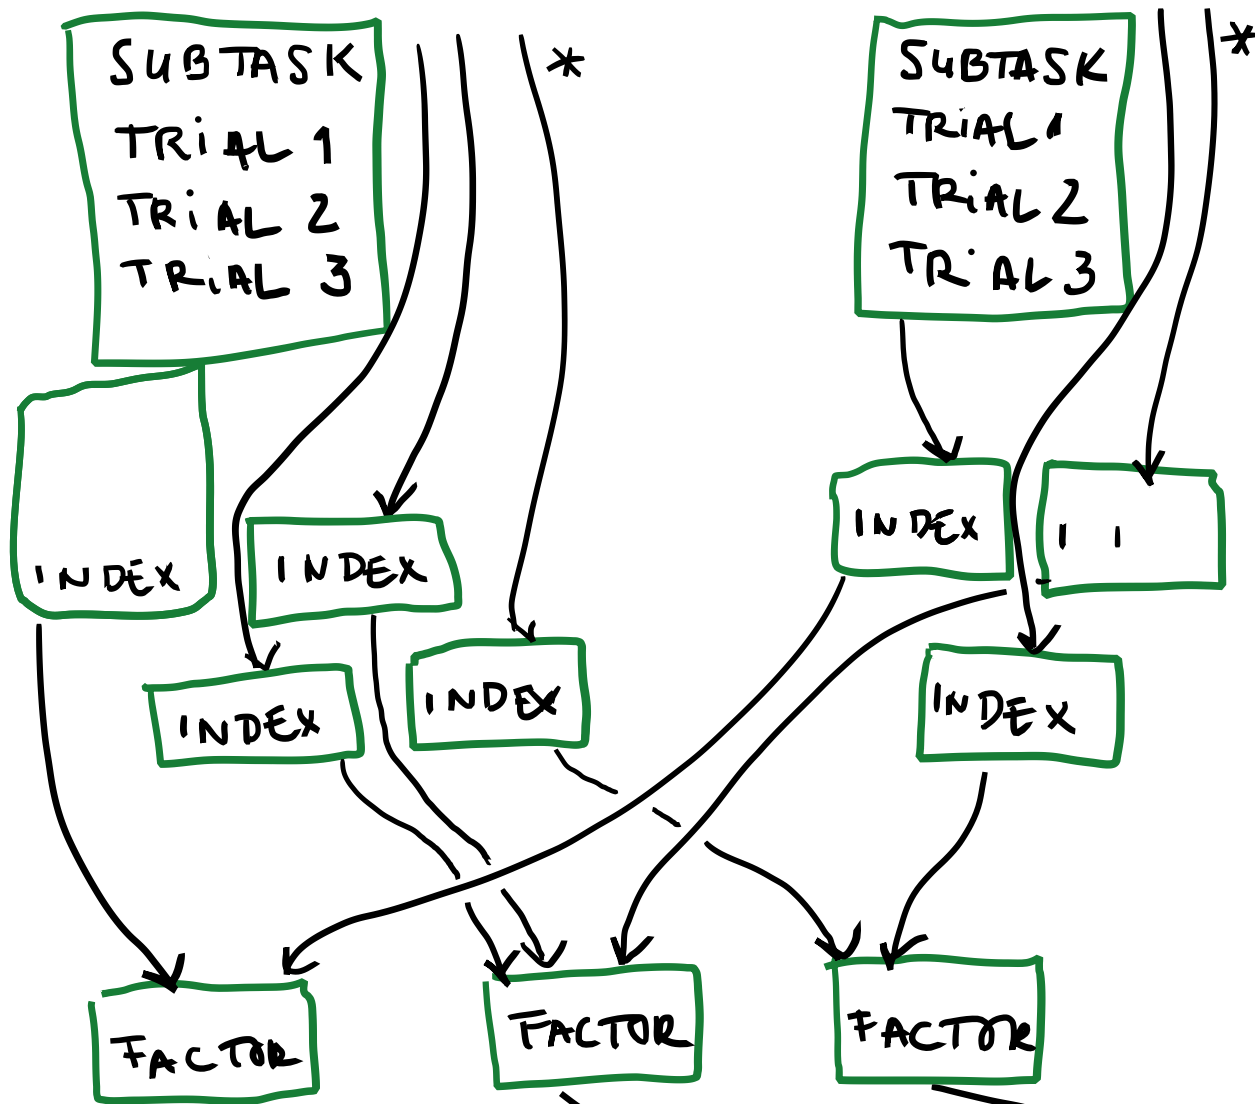 SUBTASK
TRiAL 1
TRiAL 2
TRiAL 3
*
SUBTASK
TRiAL 1
TRiAL 2
TRiAL 3
*
INDEX
INDEX
INDEX
INDEX
INDEX
I I
INDEX
FACTOR
FACTOR
FACTOR